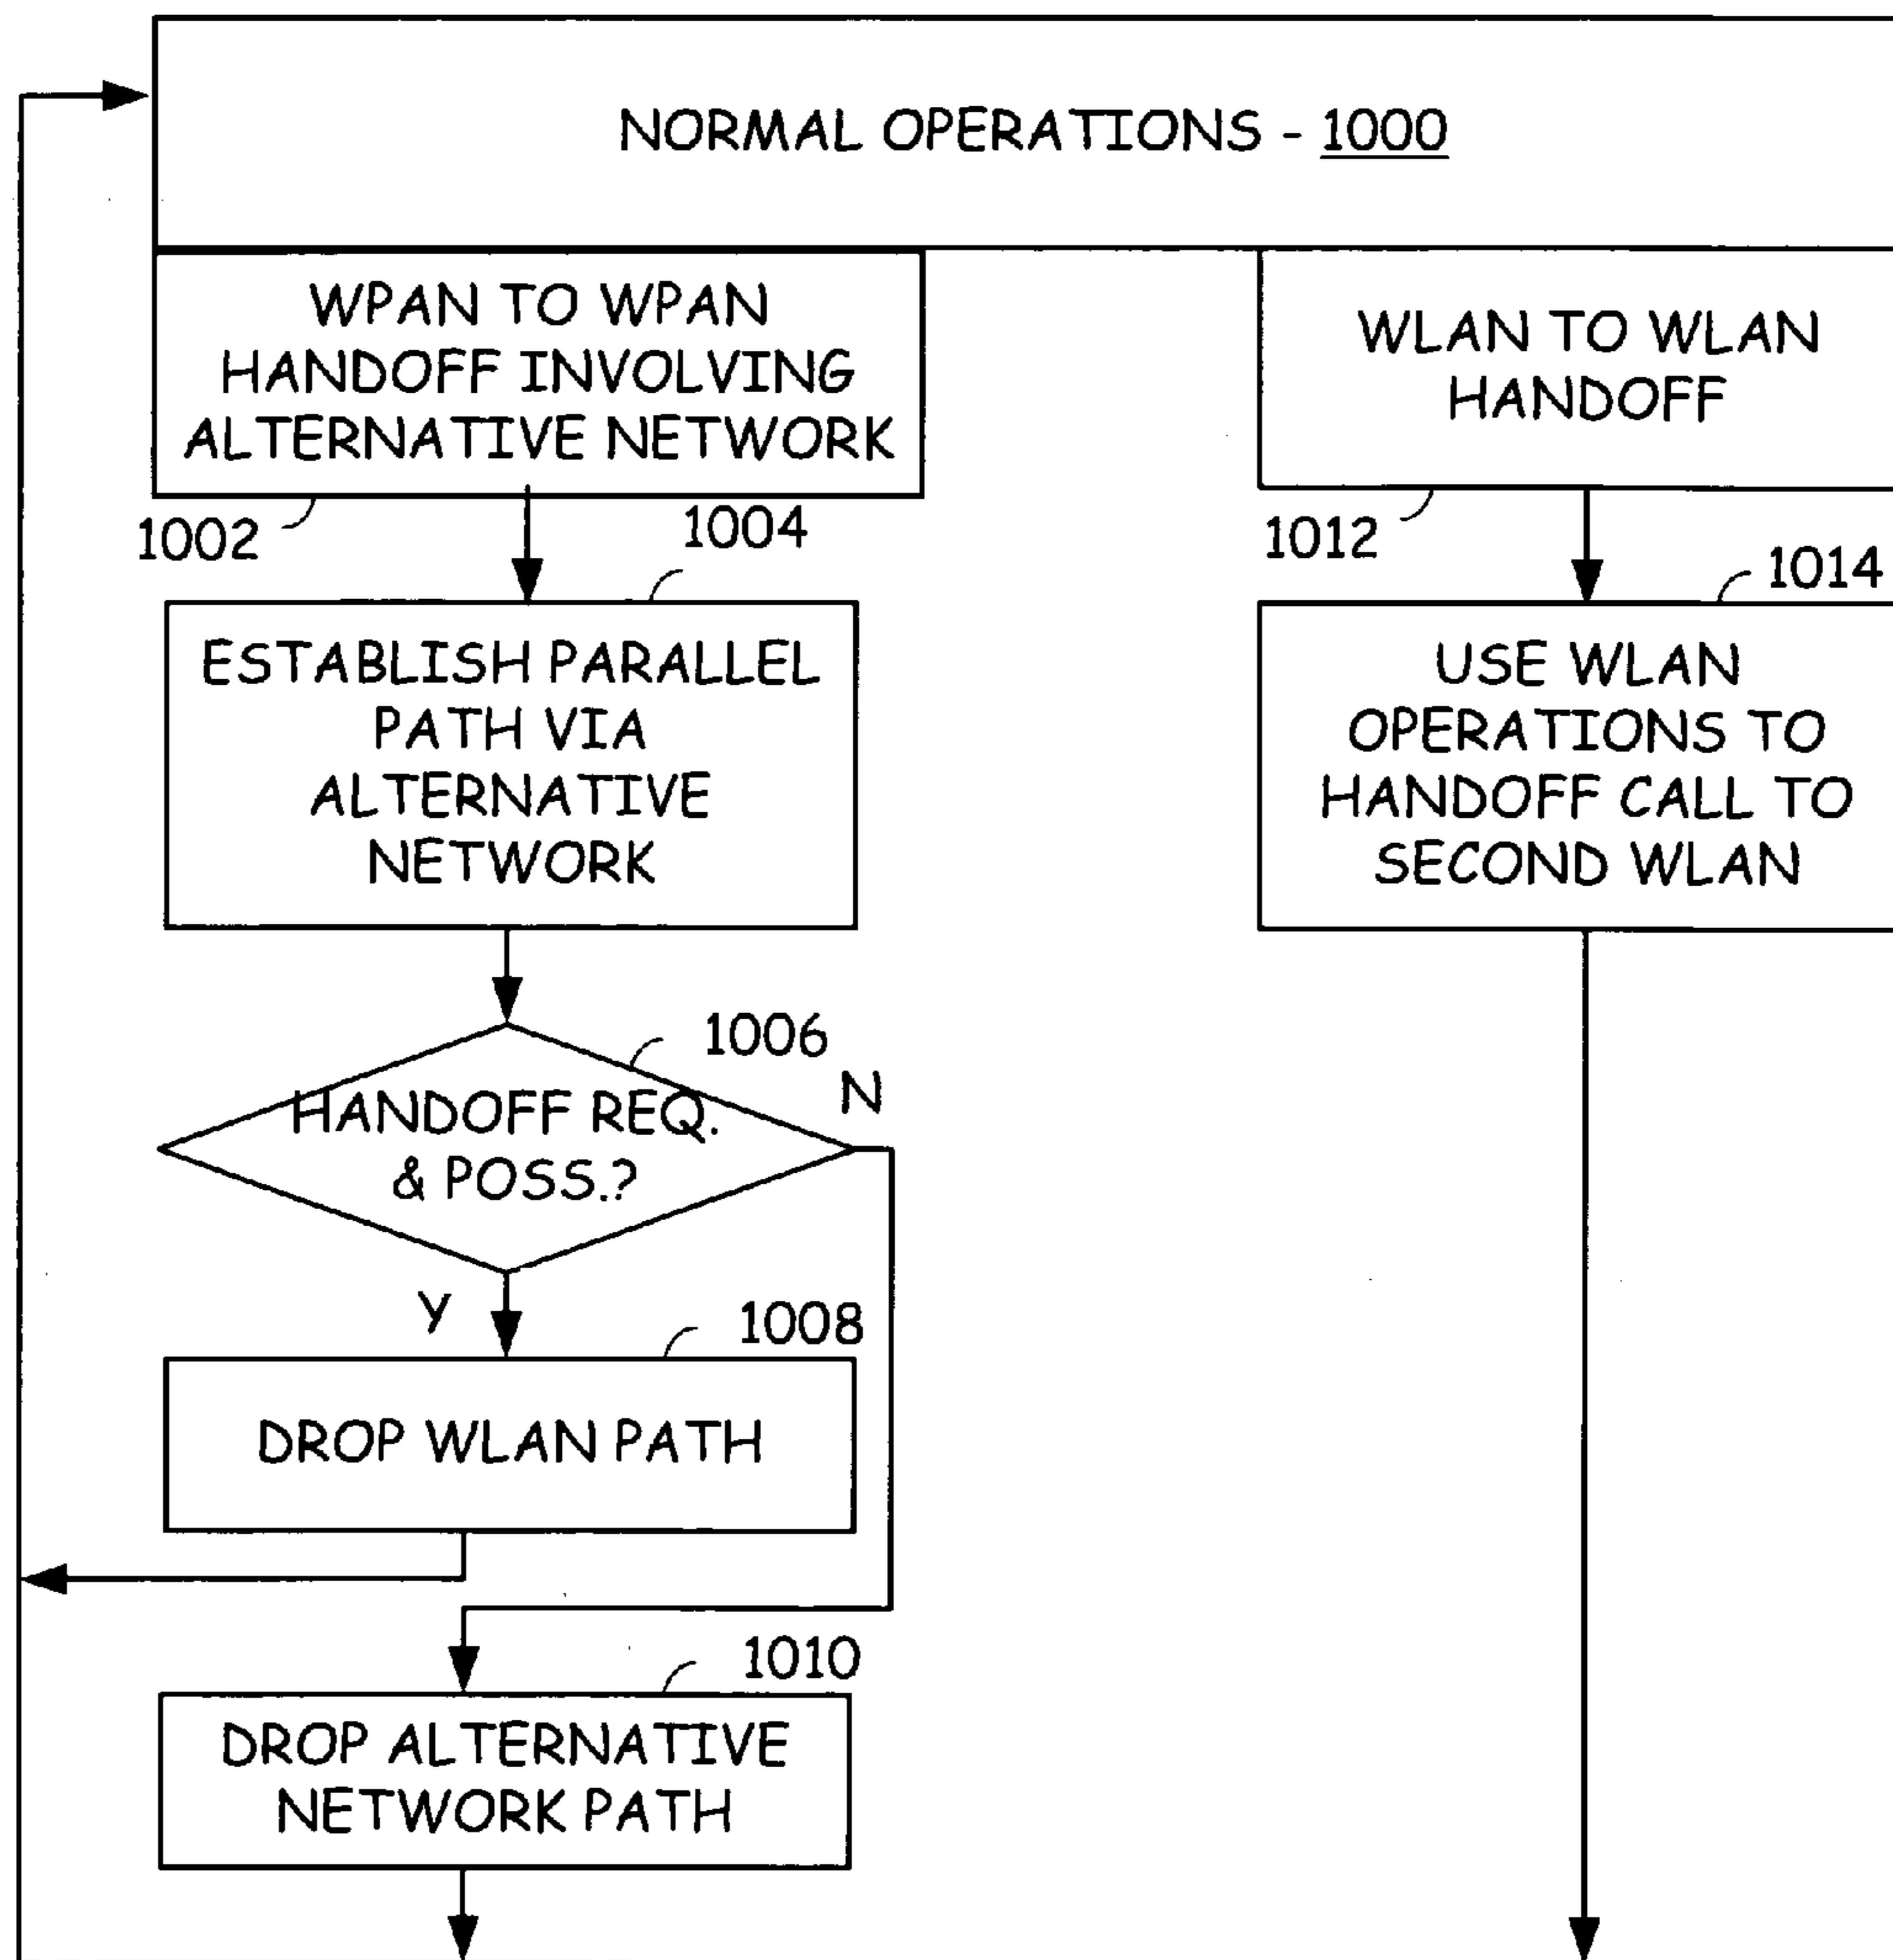 NORMAL OPERATIONS - 1000
WPAN TO WPAN
HANDOFF INVOLVING
ALTERNATIVE NETWORK
1002
1004
ESTABLISH PARALLEL
PATH VIA
ALTERNATIVE
NETWORK
1006
HANDOFF REQ.
& POSS.?
N
Y
1008
DROP WLAN PATH
1010
DROP ALTERNATIVE
NETWORK PATH
WLAN TO WLAN
HANDOFF
1012
1014
USE WLAN
OPERATIONS TO
HANDOFF CALL TO
SECOND WLAN